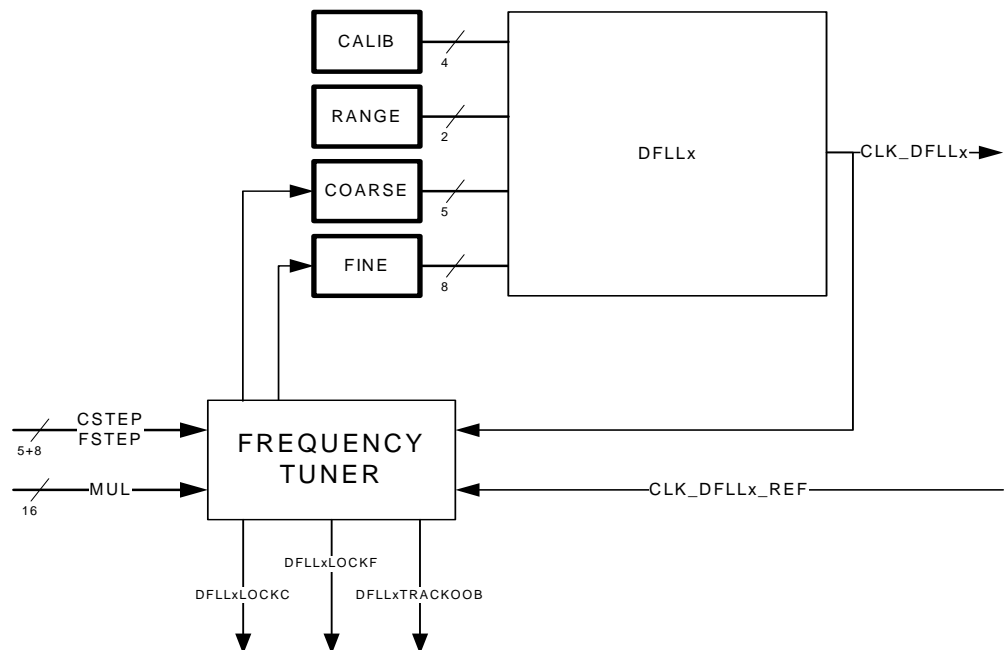 CALIB
4
RANGE
2
DFLLx
CLK_DFLLx
COARSE
5
FINE
8
CSTEP
FSTEP
5+8
FREQUENCY
TUNER
MUL
16
CLK_DFLLx_REF
DFLLxLOCKF
DFLLxLOCKC
DFLLxTRACKOOB